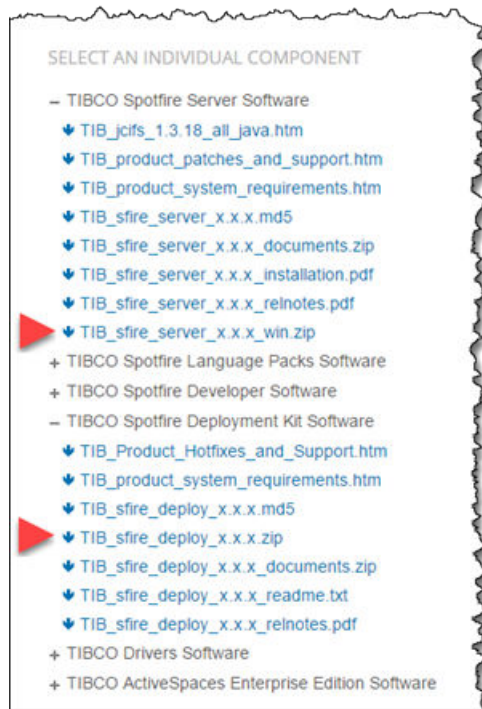 SELECT AN INDIVIDUAL COMPONENT
– TIBCO Spotfire Server Software
TIB_jcifs_1.3.18_all_java.htm
TIB_product_patches_and_support.htm
TIB_product_system_requirements.htm
TIB_sfire_server_x.x.x.md5
TIB_sfire_server_x.x.x_documents.zip
TIB_sfire_server_x.x.x_installation.pdf
TIB_sfire_server_x.x.x_relnotes.pdf
TIB_sfire_server_x.x.x_win.zip
+ TIBCO Spotfire Language Packs Software
+ TIBCO Spotfire Developer Software
– TIBCO Spotfire Deployment Kit Software
TIB_Product_Hotfixes_and_Support.htm
TIB_product_system_requirements.htm
TIB_sfire_deploy_x.x.x.md5
TIB_sfire_deploy_x.x.x.zip
TIB_sfire_deploy_x.x.x_documents.zip
TIB_sfire_deploy_x.x.x_readme.txt
TIB_sfire_deploy_x.x.x_relnotes.pdf
+ TIBCO Drivers Software
+ TIBCO ActiveSpaces Enterprise Edition Software